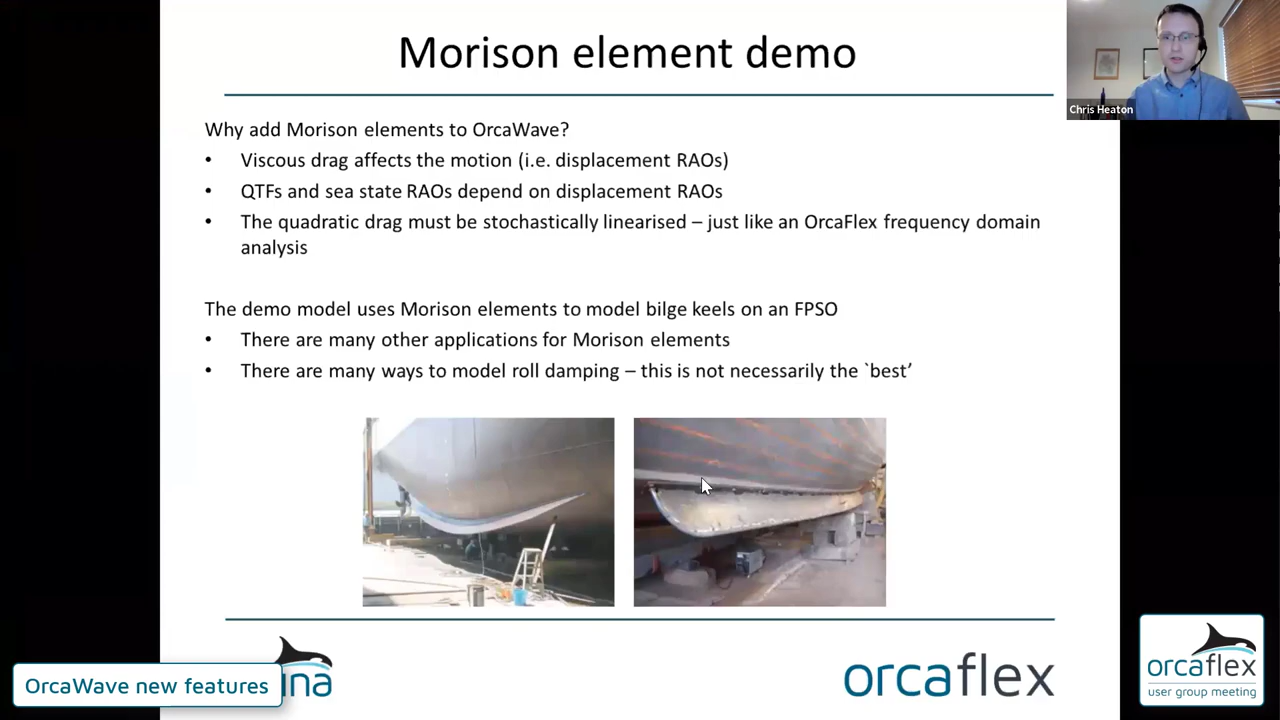 Morison element demo
Chris Heaton
Why add Morison elements to OrcaWave?
• Viscous drag affects the motion (i.e. displacement RAOs)
• QTFs and sea state RAOs depend on displacement RAOs
• The quadratic drag must be stochastically linearised – just like an OrcaFlex frequency domain
analysis
The demo model uses Morison elements to model bilge keels on an FPSO
• There are many other applications for Morison elements
• There are many ways to model roll damping – this is not necessarily the `best’
OrcaWave new features
na
orcaflex
orcaflex
user group meeting